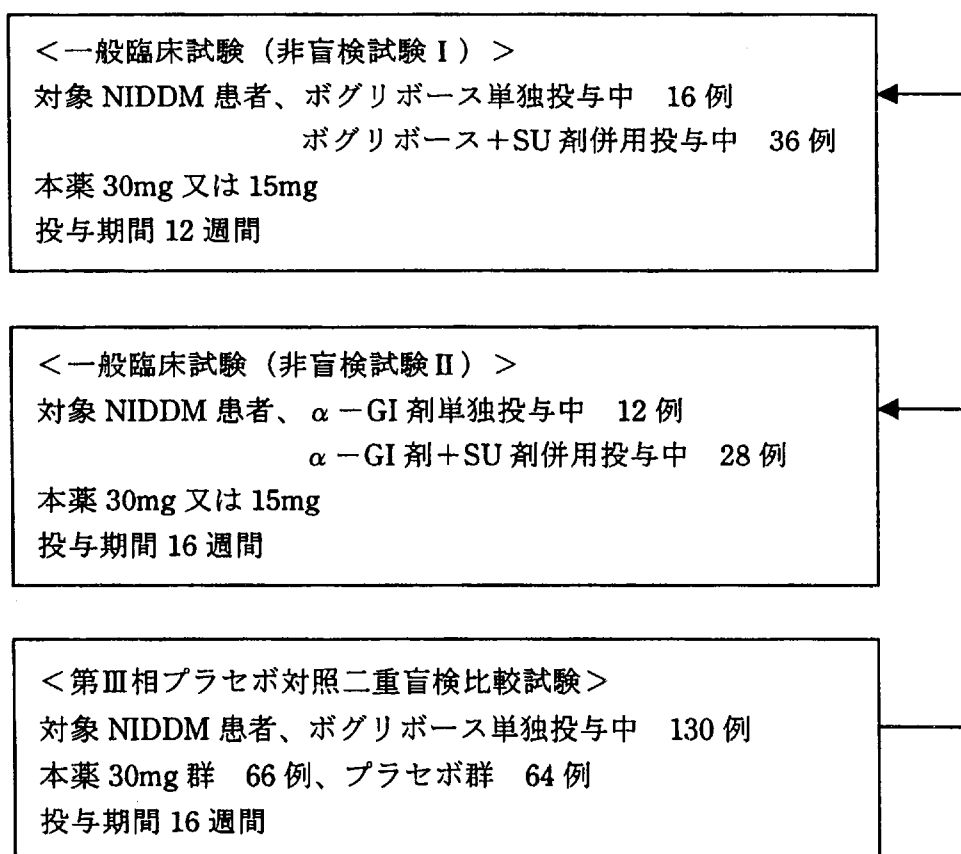 ＜一般臨床試験（非盲検試験Ⅰ）＞
対象 NIDDM 患者、ボグリボース単独投与中　16 例
ボグリボース＋SU 剤併用投与中　36 例
本薬 30mg 又は 15mg
投与期間 12 週間
＜一般臨床試験（非盲検試験Ⅱ）＞
対象 NIDDM 患者、α－GI 剤単独投与中　12 例
α－GI 剤＋SU 剤併用投与中　28 例
本薬 30mg 又は 15mg
投与期間 16 週間
＜第Ⅲ相プラセボ対照二重盲検比較試験＞
対象 NIDDM 患者、ボグリボース単独投与中　130 例
本薬 30mg 群　66 例、プラセボ群　64 例
投与期間 16 週間